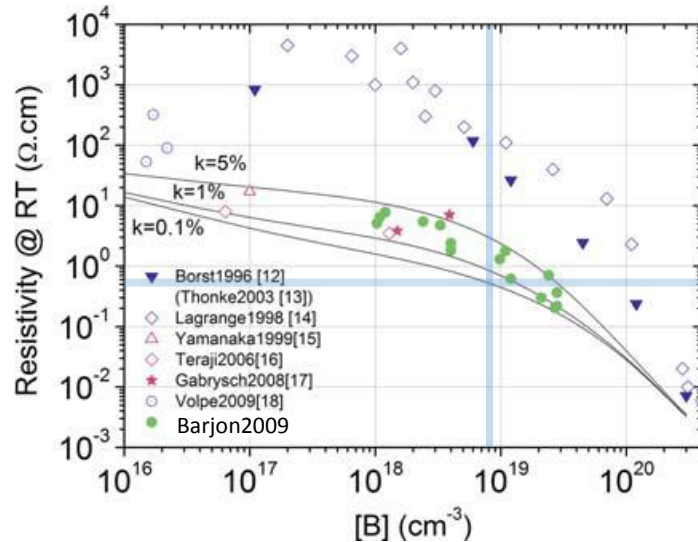 Resistivity @ RT (Ω.cm)
10⁴
10³
10²
10¹
10⁰
10⁻¹
10⁻²
10⁻³
k=5%
k=1%
k=0.1%
Borst1996 [12]
(Thonke2003 [13])
Lagrange1998 [14]
Yamanaka1999[15]
Teraji2006[16]
Gabrysch2008[17]
Volpe2009[18]
Barjon2009
10¹⁶ 10¹⁷ 10¹⁸ 10¹⁹ 10²⁰
[B] (cm⁻³)